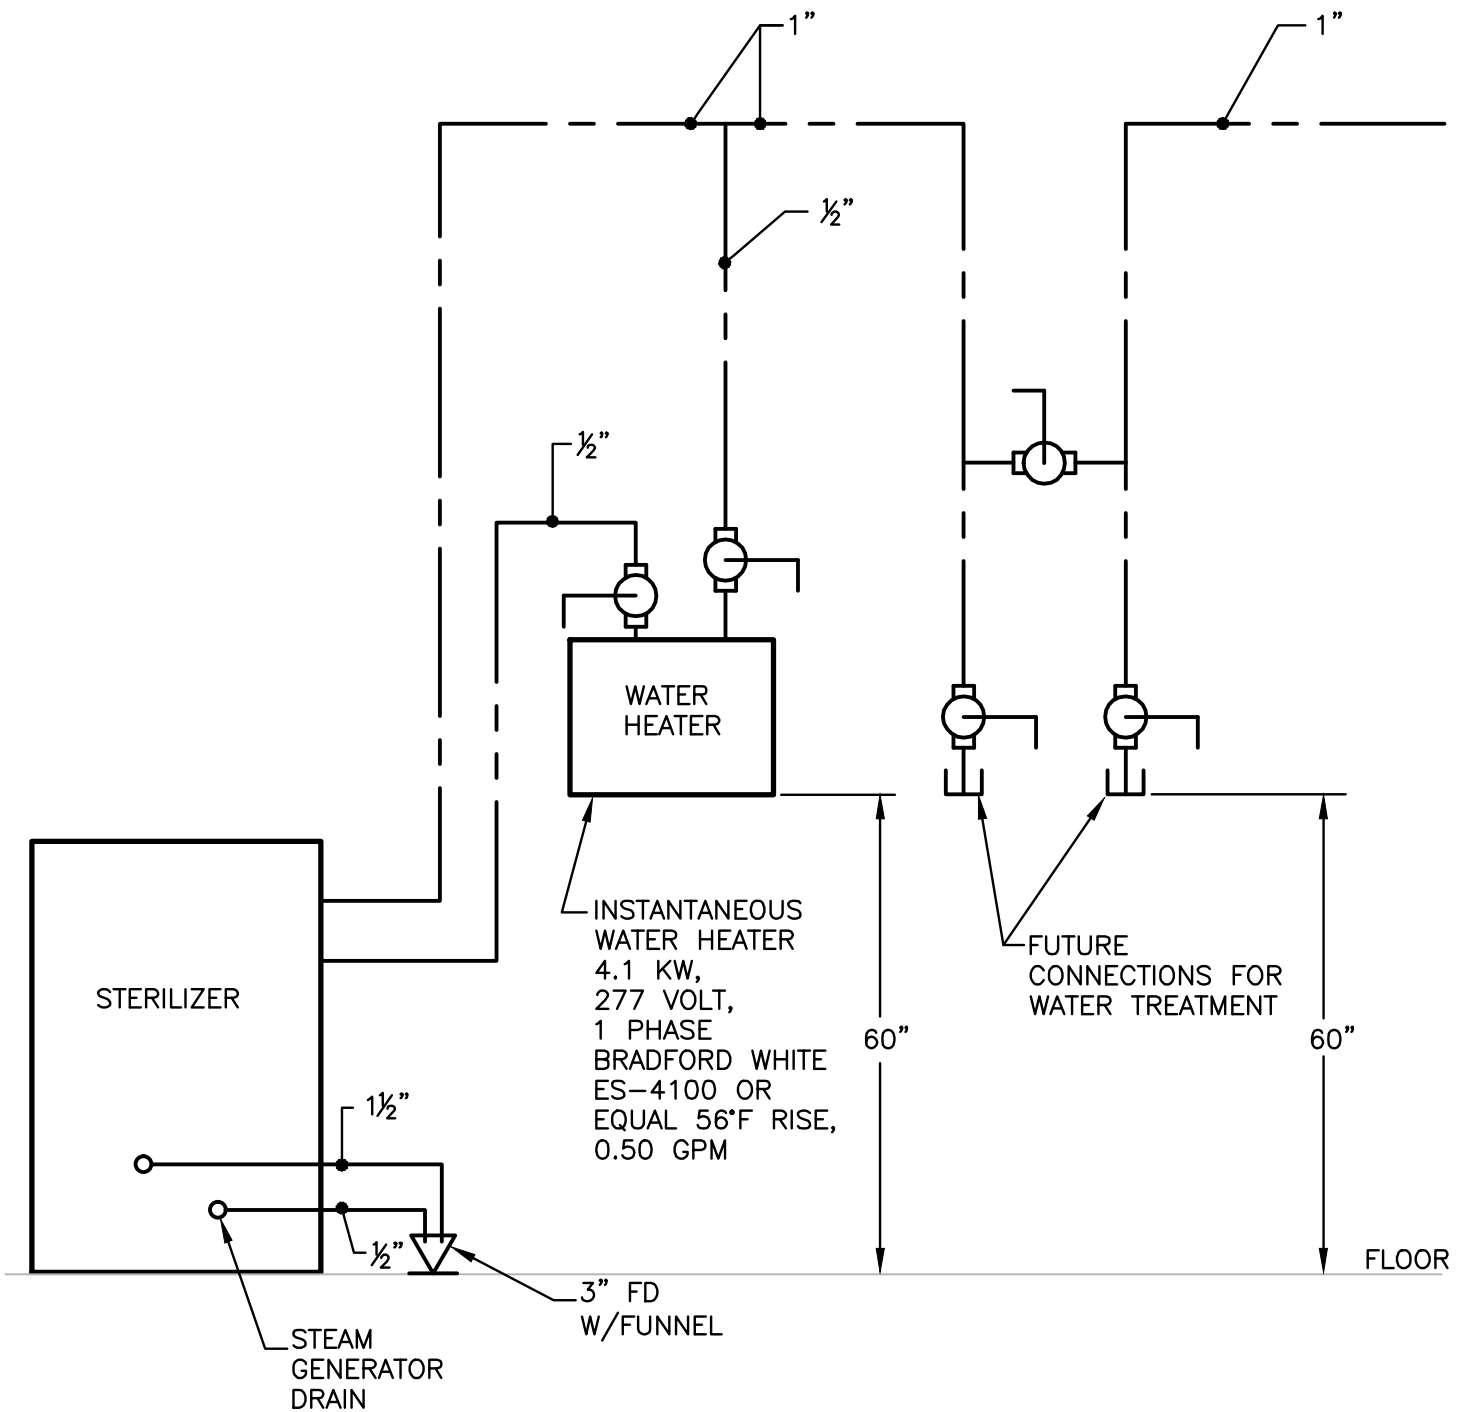 1”
1”
½”
½”
WATER
HEATER
INSTANTANEOUS
WATER HEATER
4.1 KW,
277 VOLT,
1 PHASE
BRADFORD WHITE
ES-4100 OR
EQUAL 56°F RISE,
0.50 GPM
FUTURE
CONNECTIONS FOR
WATER TREATMENT
60”
60”
STERILIZER
1½”
½”
FLOOR
3” FD
W/FUNNEL
STEAM
GENERATOR
DRAIN